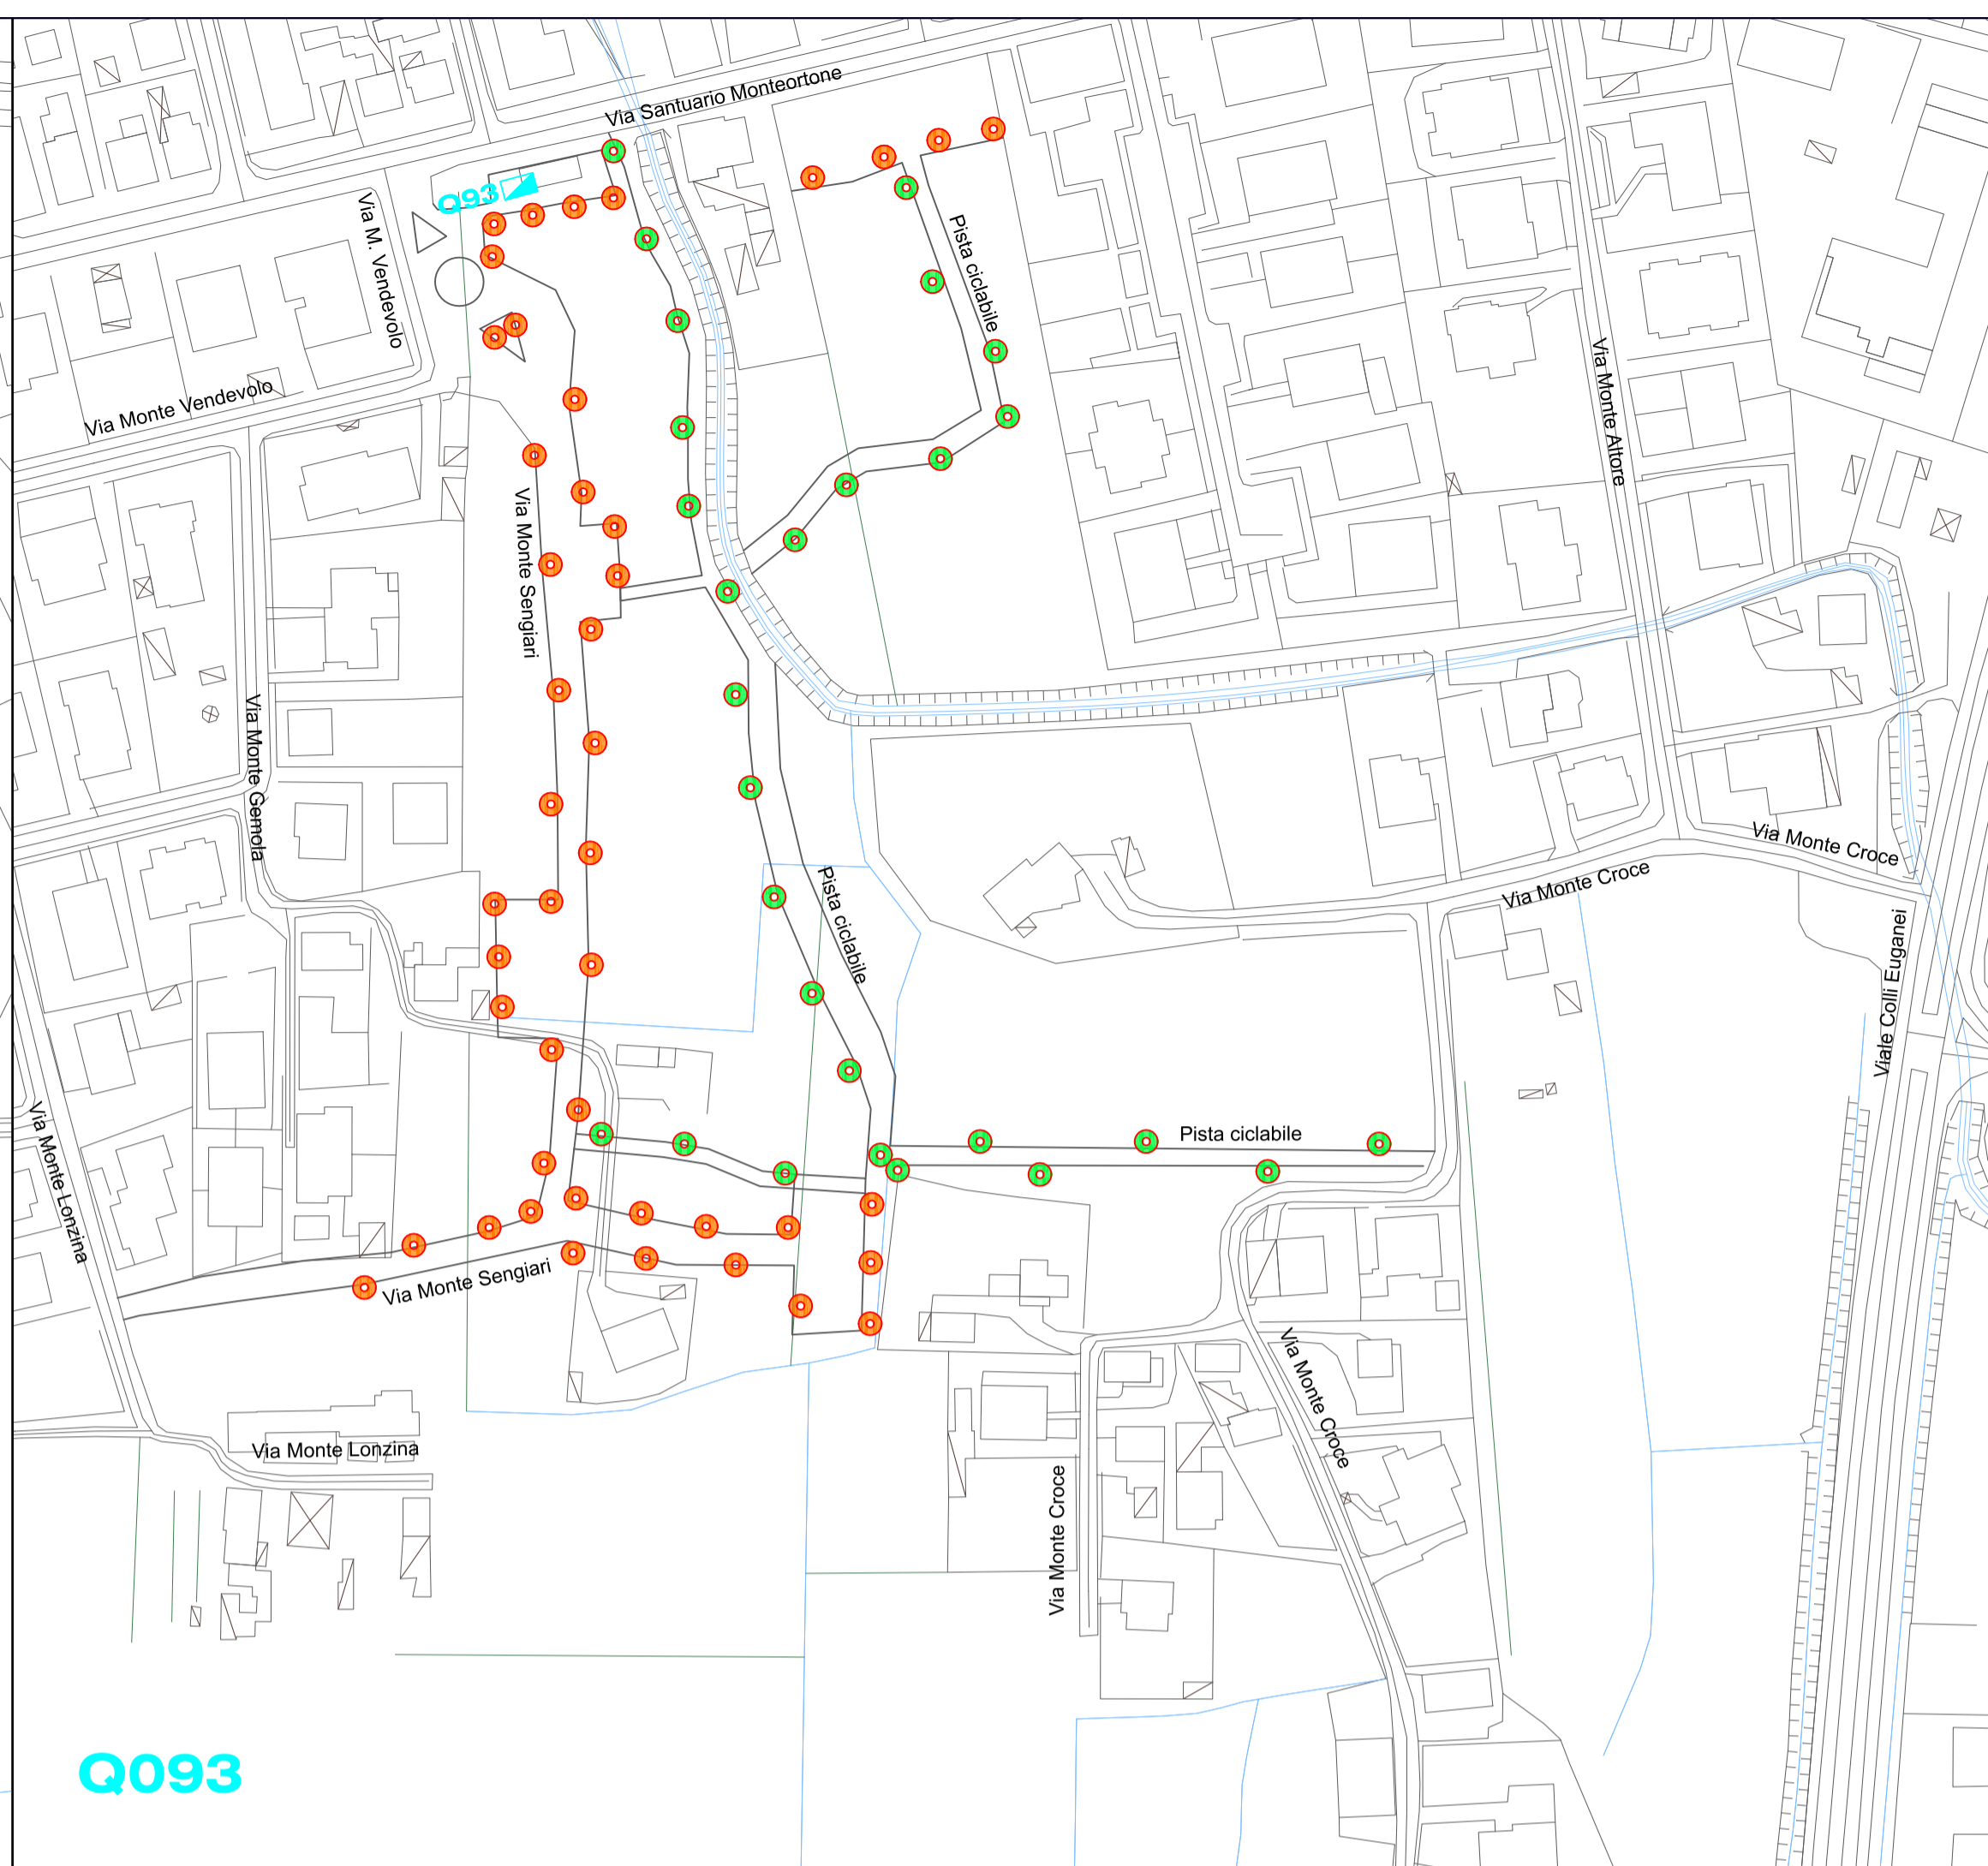 Via Santuario Monteortone
Q93
Via M. Vendevolo
Pista ciclabile
Via Monte Vendevolo
Via Monte Altore
Via Monte Sengiari
Via Monte Gemola
Via Monte Croce
Via Monte Croce
Pista ciclabile
Viale Colli Euganei
Via Monte Lonzina
Pista ciclabile
Via Monte Sengiari
Via Monte Croce
Via Monte Lonzina
Via Monte Croce
Q093